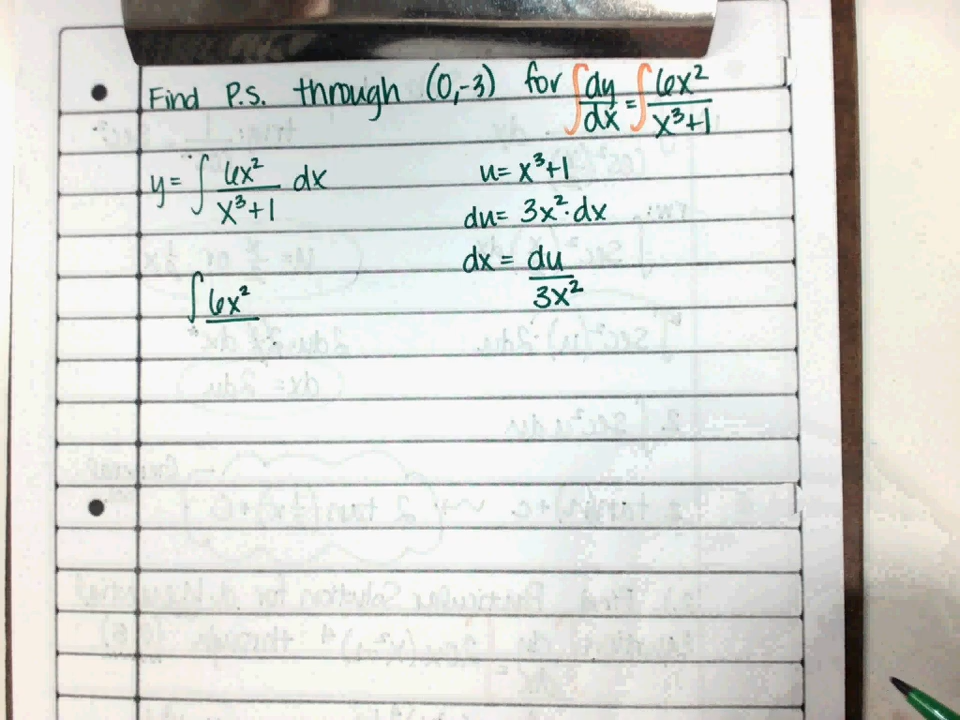 Find P.S. through (0,-3) for ∫dy/dx = ∫6x²/x³+1
y= ∫ 6x²/x³+1 dx
u= x³+1
du= 3x²·dx
dx = du/3x²
∫6x²